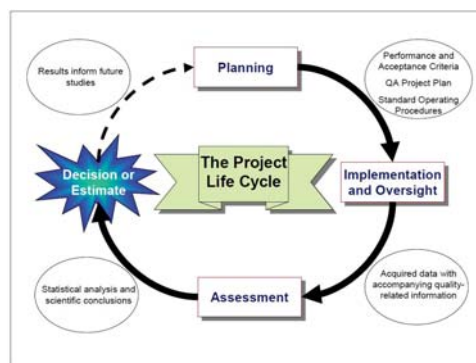 Planning
Performance and
Acceptance Criteria
QA Project Plan
Standard Operating
Procedures
Results inform future
studies
The Project
Life Cycle
Decision or
Estimate
Implementation
and Oversight
Statistical analysis and
scientific conclusions
Assessment
Acquired data with
accompanying quality-
related information